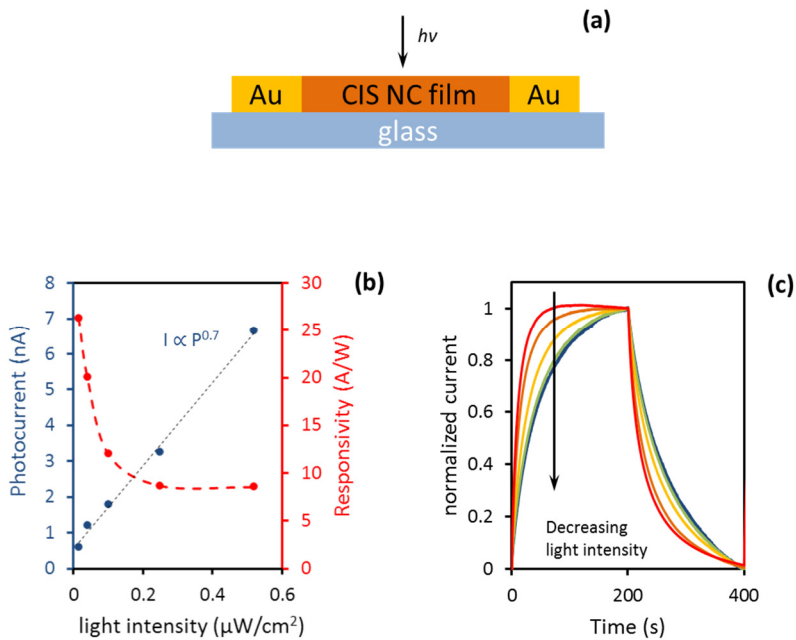 (a)
hv
Au
CIS NC film
Au
glass
(b)
Photocurrent (nA)
8
7
6
5
4
3
2
1
0
I ∝ P^0.7
30
25
20
15
10
5
0
Responsivity (A/W)
0
0.2
0.4
0.6
light intensity (μW/cm²)
(c)
normalized current
1
0.8
0.6
0.4
0.2
0
Decreasing
light intensity
0
200
400
Time (s)